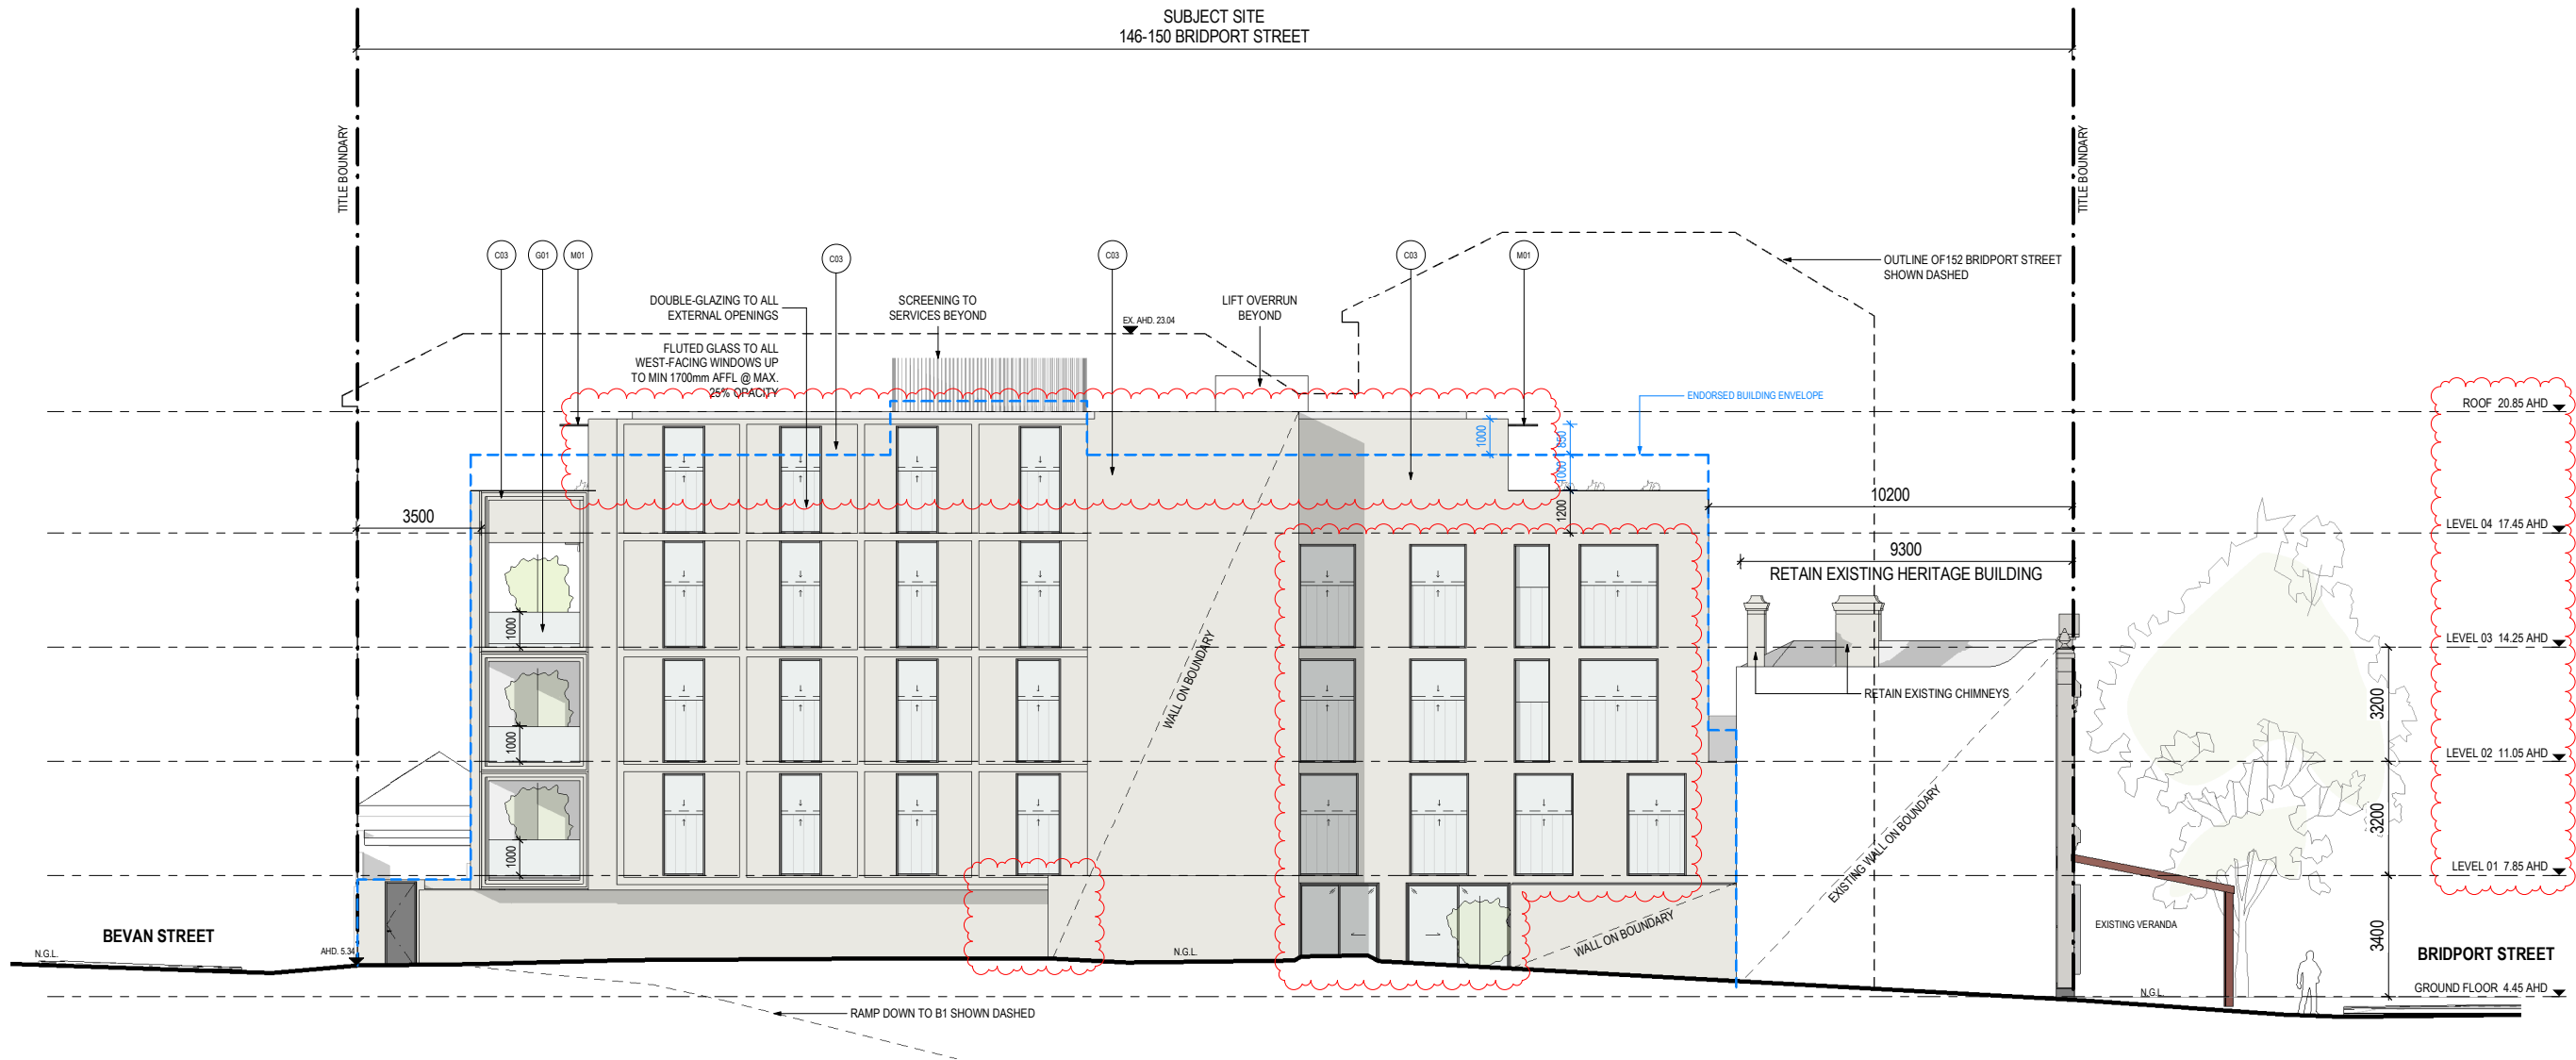 SUBJECT SITE
146-150 BRIDPORT STREET
TITLE BOUNDARY
TITLE BOUNDARY
C03
G01
M01
C03
C03
C03
M01
OUTLINE OF152 BRIDPORT STREET
SHOWN DASHED
DOUBLE-GLAZING TO ALL
EXTERNAL OPENINGS
SCREENING TO
SERVICES BEYOND
LIFT OVERRUN
BEYOND
EX. AHD. 23.04
FLUTED GLASS TO ALL
WEST-FACING WINDOWS UP
TO MIN 1700mm AFFL @ MAX.
25% OPACITY
ENDORSED BUILDING ENVELOPE
ROOF 20.85 AHD
1000
850
1000
1200
3500
10200
LEVEL 04 17.45 AHD
9300
RETAIN EXISTING HERITAGE BUILDING
1000
WALL ON BOUNDARY
LEVEL 03 14.25 AHD
RETAIN EXISTING CHIMNEYS
3200
1000
LEVEL 02 11.05 AHD
3200
1000
EXISTING WALL ON BOUNDARY
LEVEL 01 7.85 AHD
WALL ON BOUNDARY
EXISTING VERANDA
3400
BEVAN STREET
N.G.L.
AHD. 5.34
N.G.L.
BRIDPORT STREET
N.G.L.
GROUND FLOOR 4.45 AHD
RAMP DOWN TO B1 SHOWN DASHED